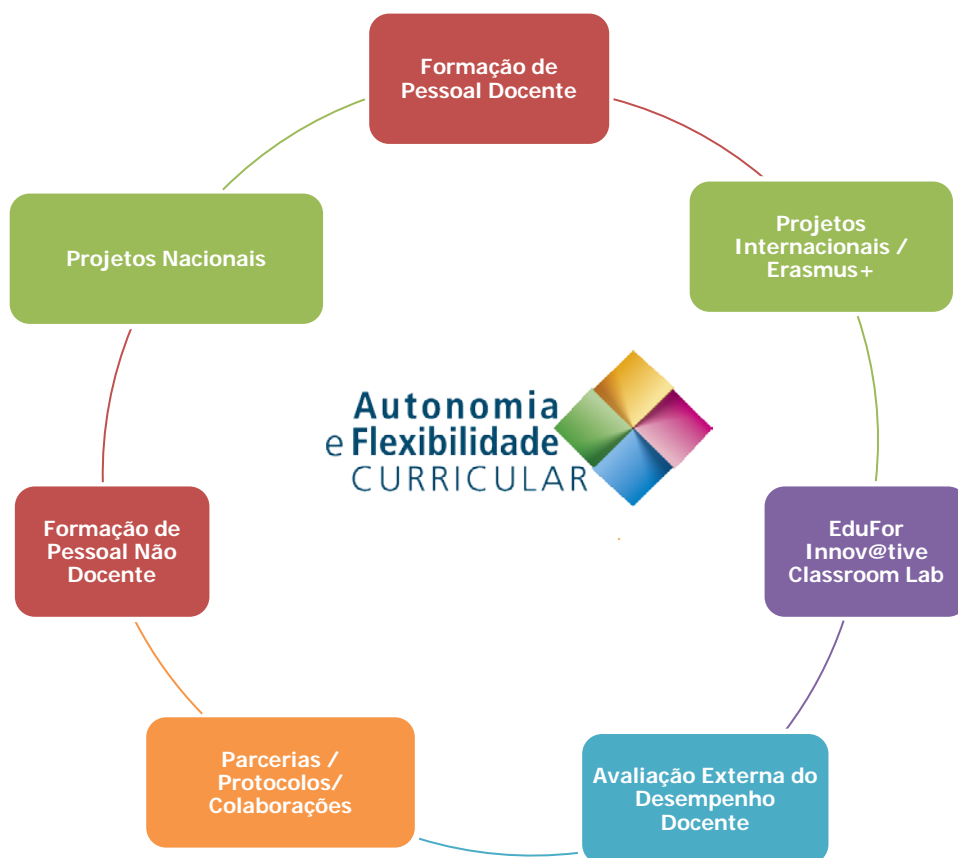 Formação de
Pessoal Docente
Projetos Nacionais
Projetos
Internacionais /
Erasmus+
Autonomia
e Flexibilidade
CURRICULAR
Formação de
Pessoal Não
Docente
EduFor
Innov@tive
Classroom Lab
Parcerias /
Protocolos/
Colaborações
Avaliação Externa do
Desempenho
Docente